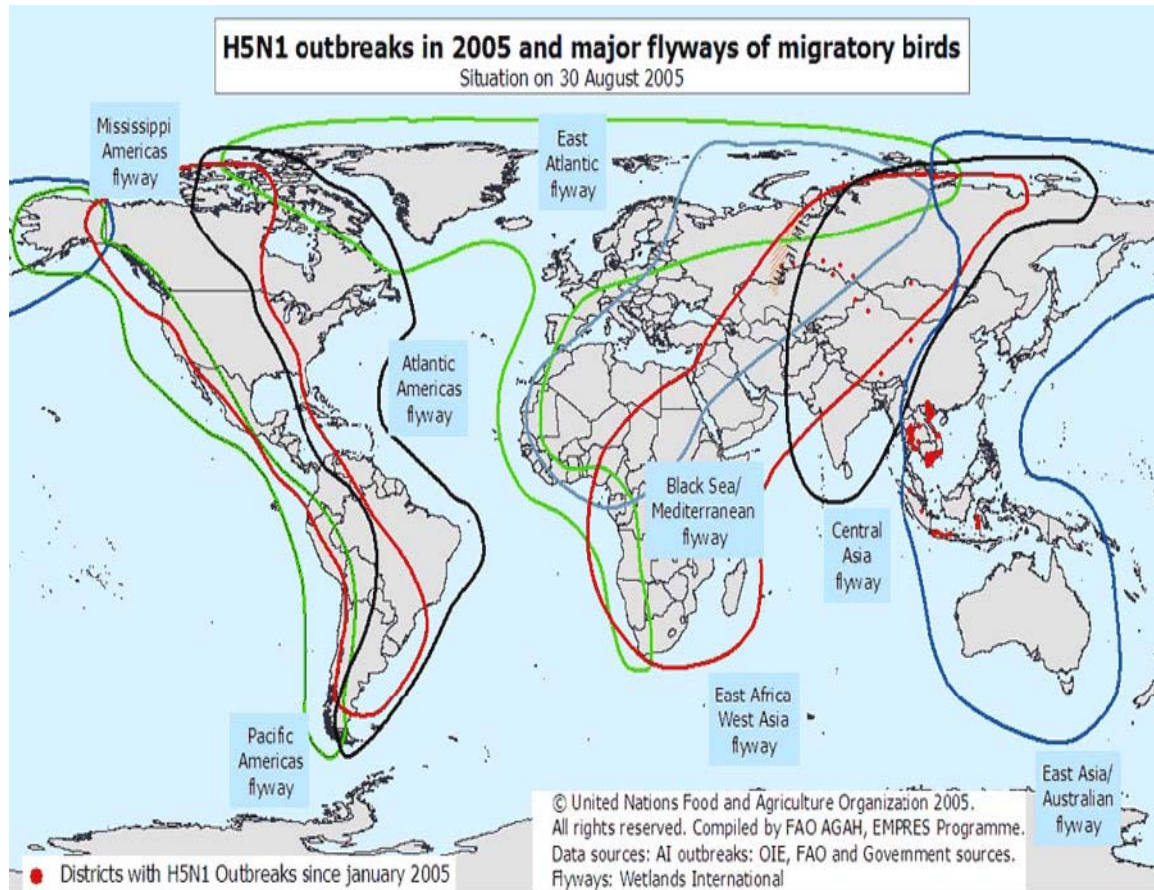 H5N1 outbreaks in 2005 and major flyways of migratory birds
Situation on 30 August 2005
Mississippi
Americas
flyway
East
Atlantic
flyway
Ural Mts
Atlantic
Americas
flyway
Black Sea/
Mediterranean
flyway
Central
Asia
flyway
East Africa
West Asia
flyway
Pacific
Americas
flyway
East Asia/
Australian
flyway
© United Nations Food and Agriculture Organization 2005.
All rights reserved. Compiled by FAO AGAH, EMPRES Programme.
Data sources: AI outbreaks: OIE, FAO and Government sources.
Flyways: Wetlands International
Districts with H5N1 Outbreaks since january 2005